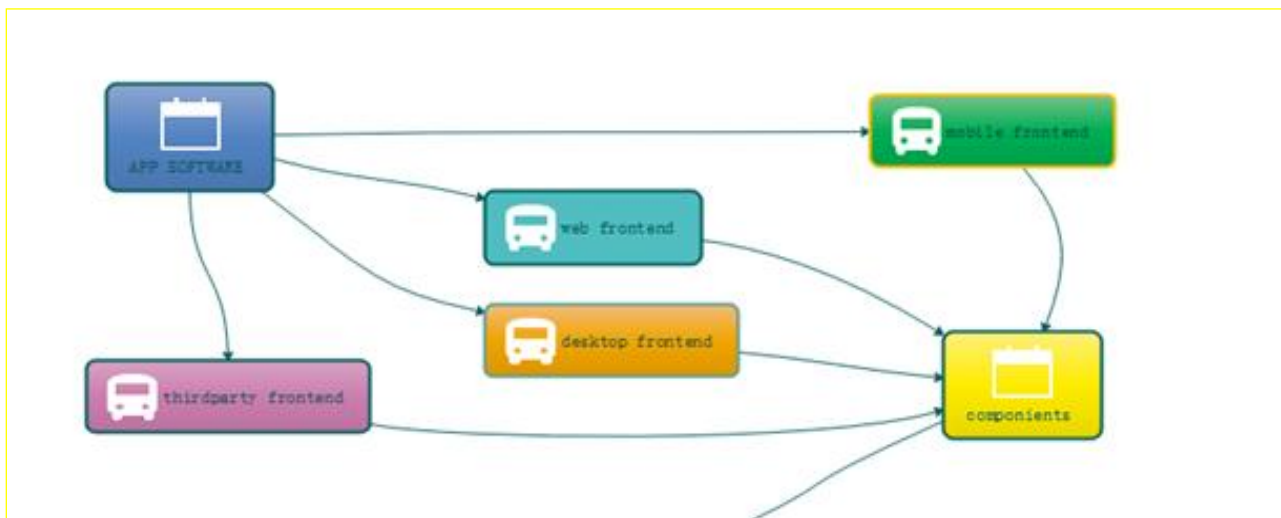 APP SOFTWARE
mobile frontend
web frontend
desktop frontend
thirdparty frontend
componients